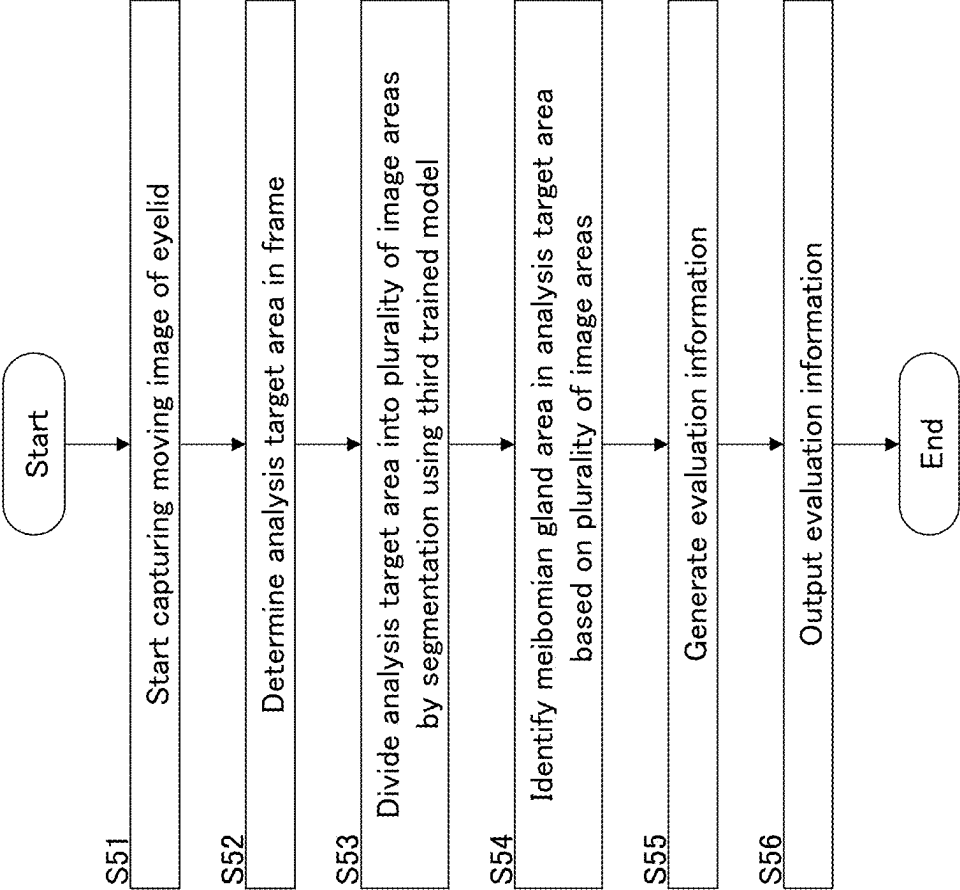 Start
S51
Start capturing moving image of eyelid
S52
Determine analysis target area in frame
S53
Divide analysis target area into plurality of image areas
by segmentation using third trained model
S54
Identify meibomian gland area in analysis target area
based on plurality of image areas
S55
Generate evaluation information
S56
Output evaluation information
End